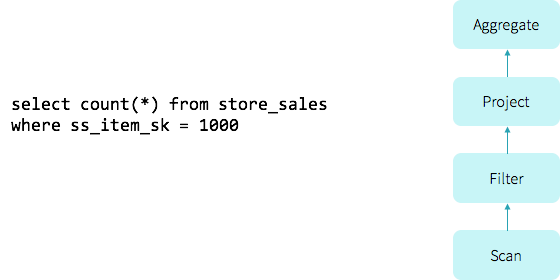 Aggregate
select count(*) from store_sales
where ss_item_sk = 1000
Project
Filter
Scan